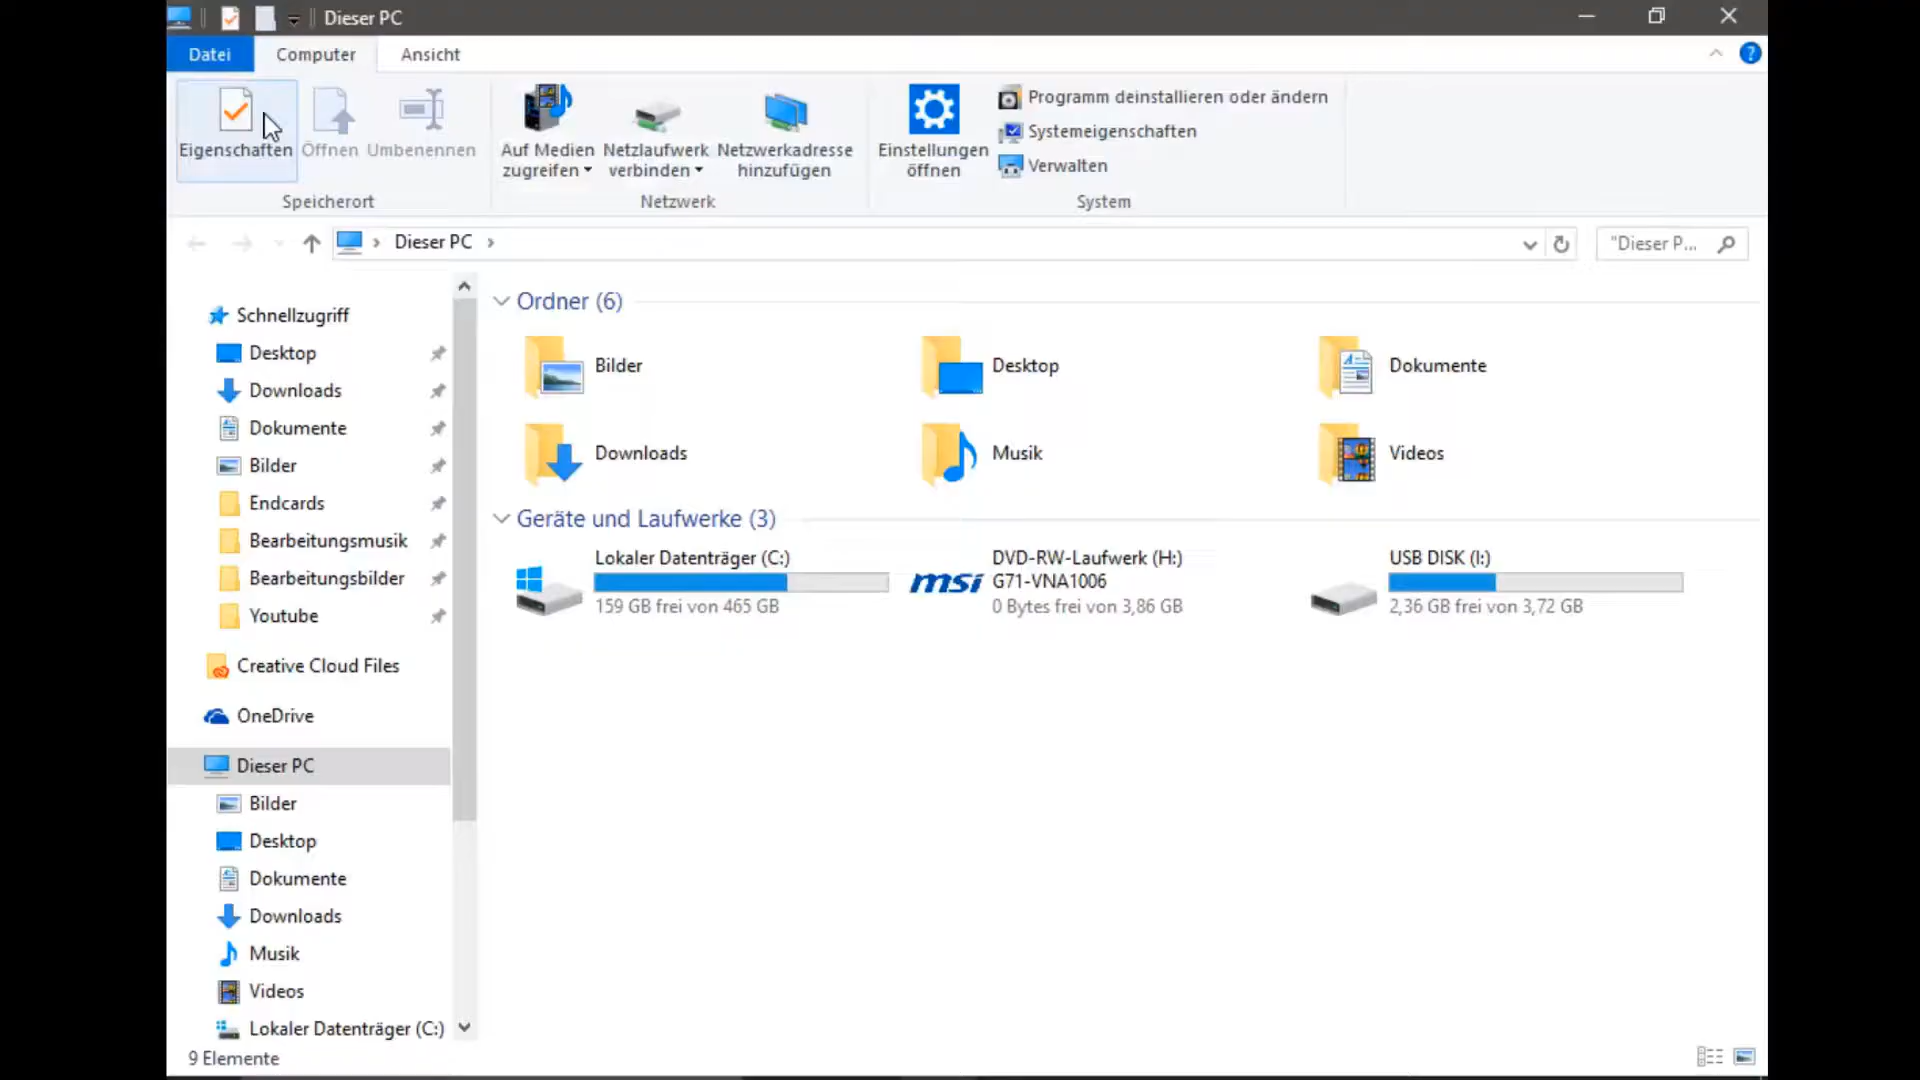 Dieser PC
Datei Computer Ansicht ?
Eigenschaften Öffnen Umbenennen
Speicherort
Auf Medien zugreifen
Netzlaufwerk verbinden
Netzwerkadresse hinzufügen
Netzwerk
Einstellungen öffnen
Programm deinstallieren oder ändern
Systemeigenschaften
Verwalten
System
Dieser PC
"Dieser P...
Schnellzugriff
Desktop
Downloads
Dokumente
Bilder
Endcards
Bearbeitungsmusik
Bearbeitungsbilder
Youtube
Creative Cloud Files
OneDrive
Dieser PC
Bilder
Desktop
Dokumente
Downloads
Musik
Videos
Lokaler Datenträger (C:)
Ordner (6)
Bilder
Desktop
Dokumente
Downloads
Musik
Videos
Geräte und Laufwerke (3)
Lokaler Datenträger (C:)
159 GB frei von 465 GB
msi
DVD-RW-Laufwerk (H:)
G71-VNA1006
0 Bytes frei von 3,86 GB
USB DISK (I:)
2,36 GB frei von 3,72 GB
9 Elemente